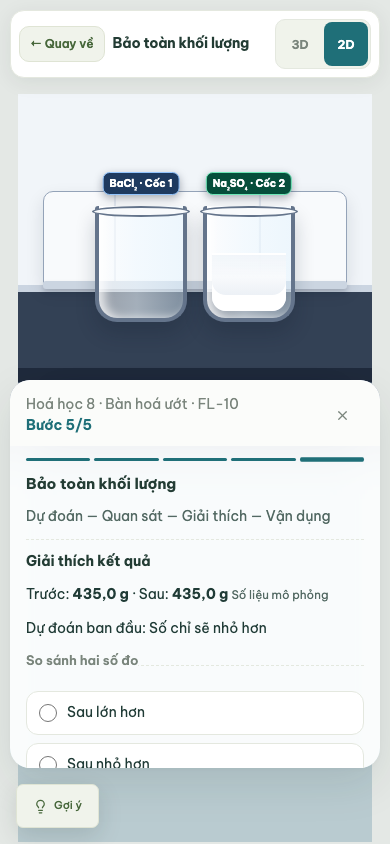 ← Quay về
Bảo toàn khối lượng
3D
2D
BaCl₂ · Cốc 1
Na₂SO₄ · Cốc 2
Hoá học 8 · Bàn hoá ướt · FL-10
Bước 5/5
×
Bảo toàn khối lượng
Dự đoán — Quan sát — Giải thích — Vận dụng
Giải thích kết quả
Trước: 435,0 g · Sau: 435,0 g Số liệu mô phỏng
Dự đoán ban đầu: Số chỉ sẽ nhỏ hơn
So sánh hai số đo
Sau lớn hơn
Sau nhỏ hơn
Gợi ý